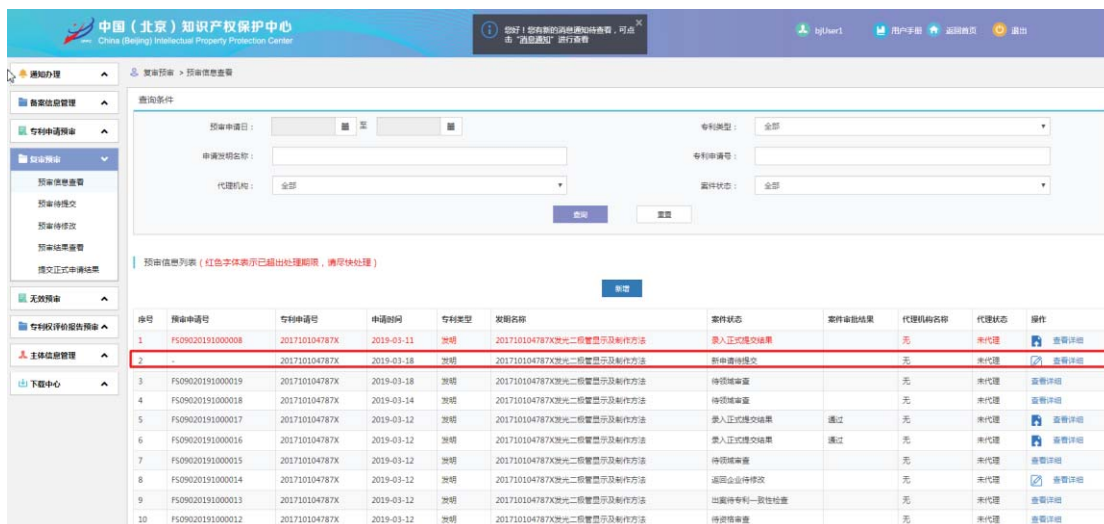 中国（北京）知识产权保护中心
China (Beijing) Intellectual Property Protection Center
您好！您有新的消息通知待查看，可点
击“消息通知”进行查看
×
bjUser1 用户手册 返回首页 退出
通知办理
备案信息管理
专利申请预审
复审预审
预审信息查看
预审待提交
预审待修改
预审结果查看
提交正式申请结果
无效预审
专利权评价报告预审
主体信息管理
下载中心
复审预审 > 预审信息查看
查询条件
预审申请日： 至 专利类型： 全部
申请发明名称： 专利申请号：
代理机构： 全部 案件状态： 全部
查询 重置
预审信息列表（红色字体表示已超出处理期限，请尽快处理）
新增
序号 预审申请号 专利申请号 申请时间 专利类型 发明名称 案件状态 案件审批结果 代理机构名称 代理状态 操作
1 FS09020191000008 201710104787X 2019-03-11 发明 201710104787X发光二极管显示及制作方法 录入正式提交结果 无 未代理 查看详细
2 - 201710104787X 2019-03-18 发明 201710104787X发光二极管显示及制作方法 新申请待提交 无 未代理 查看详细
3 FS09020191000019 201710104787X 2019-03-18 发明 201710104787X发光二极管显示及制作方法 待领域审查 无 未代理 查看详细
4 FS09020191000018 201710104787X 2019-03-14 发明 201710104787X发光二极管显示及制作方法 待领域审查 无 未代理 查看详细
5 FS09020191000017 201710104787X 2019-03-12 发明 201710104787X发光二极管显示及制作方法 录入正式提交结果 通过 无 未代理 查看详细
6 FS09020191000016 201710104787X 2019-03-12 发明 201710104787X发光二极管显示及制作方法 录入正式提交结果 通过 无 未代理 查看详细
7 FS09020191000015 201710104787X 2019-03-12 发明 201710104787X发光二极管显示及制作方法 待领域审查 无 未代理 查看详细
8 FS09020191000014 201710104787X 2019-03-12 发明 201710104787X发光二极管显示及制作方法 返回企业待修改 无 未代理 查看详细
9 FS09020191000013 201710104787X 2019-03-12 发明 201710104787X发光二极管显示及制作方法 出案待专利一致性检查 无 未代理 查看详细
10 FS09020191000012 201710104787X 2019-03-12 发明 201710104787X发光二极管显示及制作方法 待资格审查 无 未代理 查看详细